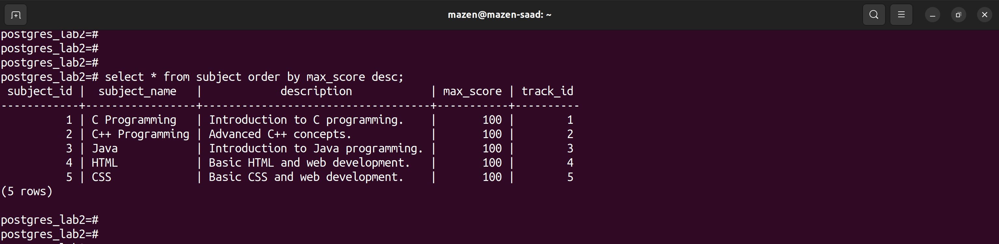 mazen@mazen-saad: ~
postgres_lab2=#
postgres_lab2=#
postgres_lab2=#
postgres_lab2=# select * from subject order by max_score desc;
 subject_id |  subject_name   |            description            | max_score | track_id
------------+-----------------+-----------------------------------+-----------+----------
          1 | C Programming   | Introduction to C programming.    |       100 |        1
          2 | C++ Programming | Advanced C++ concepts.            |       100 |        2
          3 | Java            | Introduction to Java programming. |       100 |        3
          4 | HTML            | Basic HTML and web development.   |       100 |        4
          5 | CSS             | Basic CSS and web development.    |       100 |        5
(5 rows)
postgres_lab2=#
postgres_lab2=#